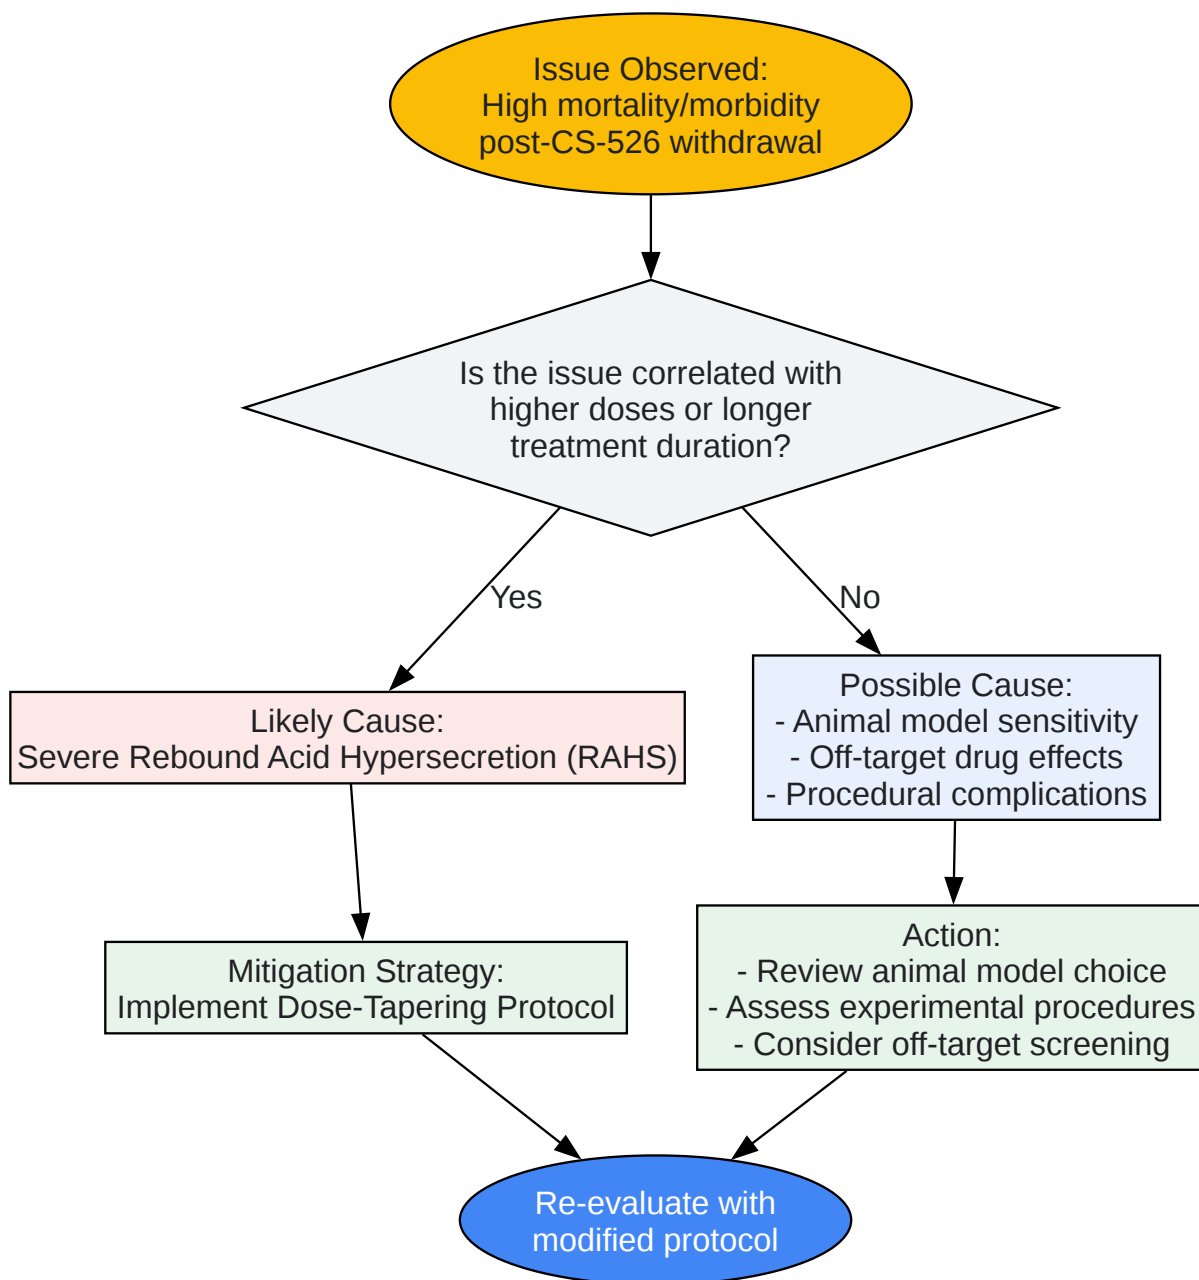 Issue Observed:
High mortality/morbidity
post-CS-526 withdrawal
Is the issue correlated with
higher doses or longer
treatment duration?
Yes
No
Likely Cause:
Severe Rebound Acid Hypersecretion (RAHS)
Possible Cause:
- Animal model sensitivity
- Off-target drug effects
- Procedural complications
Mitigation Strategy:
Implement Dose-Tapering Protocol
Action:
- Review animal model choice
- Assess experimental procedures
- Consider off-target screening
Re-evaluate with
modified protocol